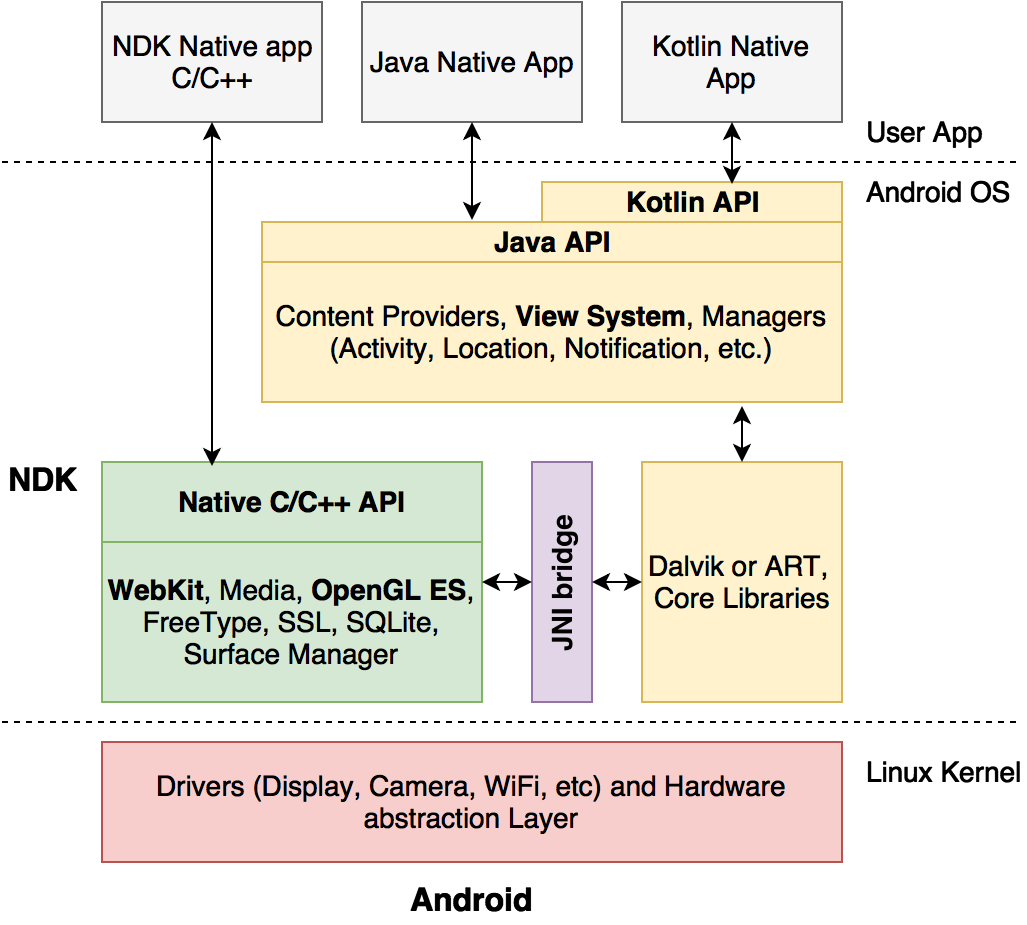 NDK Native app
C/C++
Java Native App
Kotlin Native
App
User App
Android OS
Kotlin API
Java API
Content Providers, View System, Managers
(Activity, Location, Notification, etc.)
NDK
Native C/C++ API
WebKit, Media, OpenGL ES,
FreeType, SSL, SQLite,
Surface Manager
JNI bridge
Dalvik or ART,
Core Libraries
Linux Kernel
Drivers (Display, Camera, WiFi, etc) and Hardware
abstraction Layer
Android